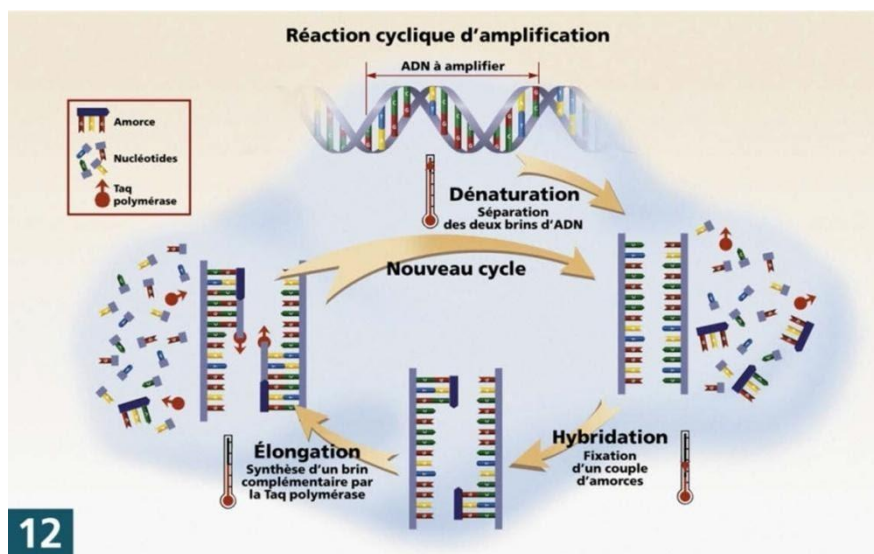 Réaction cyclique d'amplification
ADN à amplifier
Amorce
Nucléotides
Taq
polymérase
Dénaturation
Séparation
des deux brins d'ADN
Nouveau cycle
Hybridation
Fixation
d'un couple
d'amorces
Élongation
Synthèse d'un brin
complémentaire par
la Taq polymérase
12